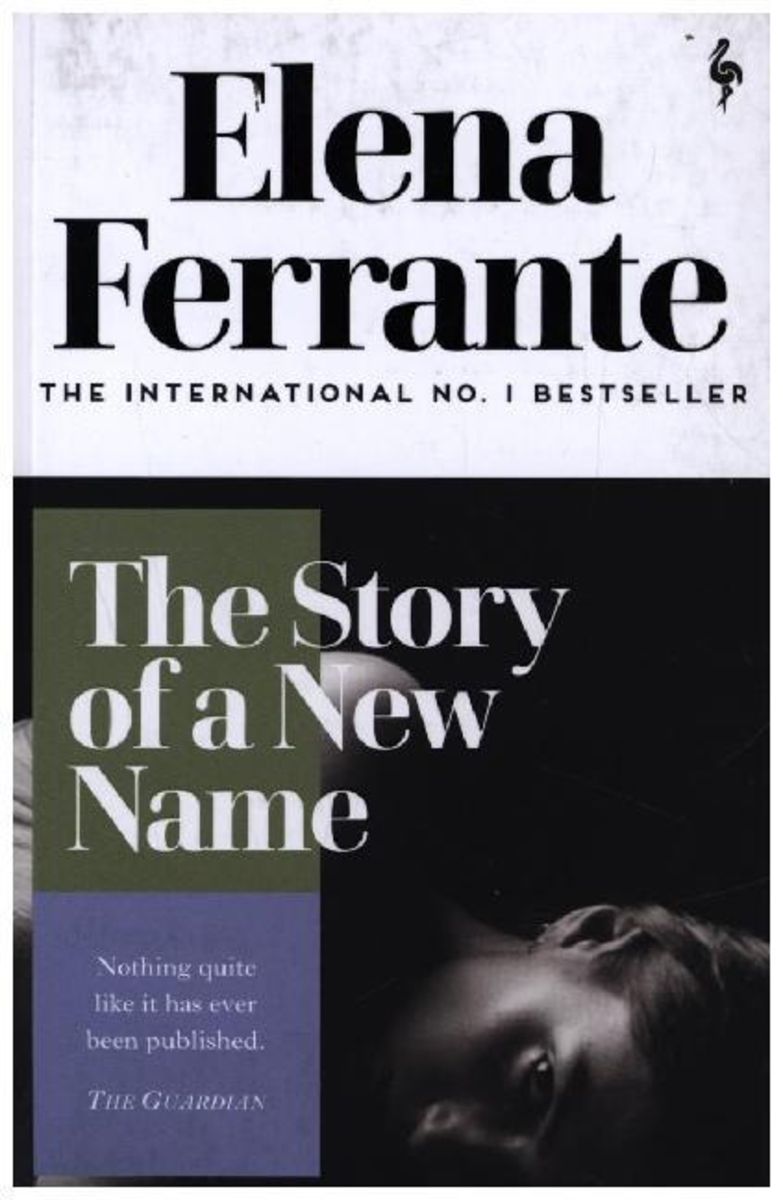 Elena
Ferrante
THE INTERNATIONAL NO. 1 BESTSELLER
The Story
of a New
Name
Nothing quite
like it has ever
been published.
THE GUARDIAN